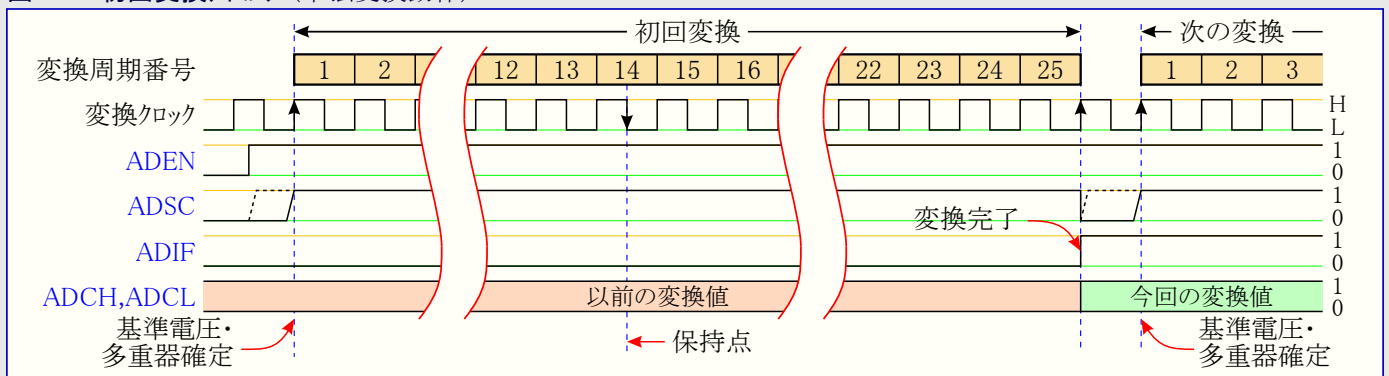 初回変換
次の変換
変換周期番号 1 2 12 13 14 15 16 22 23 24 25 1 2 3
変換クロック H L
ADEN 1 0
ADSC 1 0
変換完了
ADIF 1 0
ADCH,ADCL 以前の変換値 今回の変換値 1 0
基準電圧・
多重器確定
保持点
基準電圧・
多重器確定